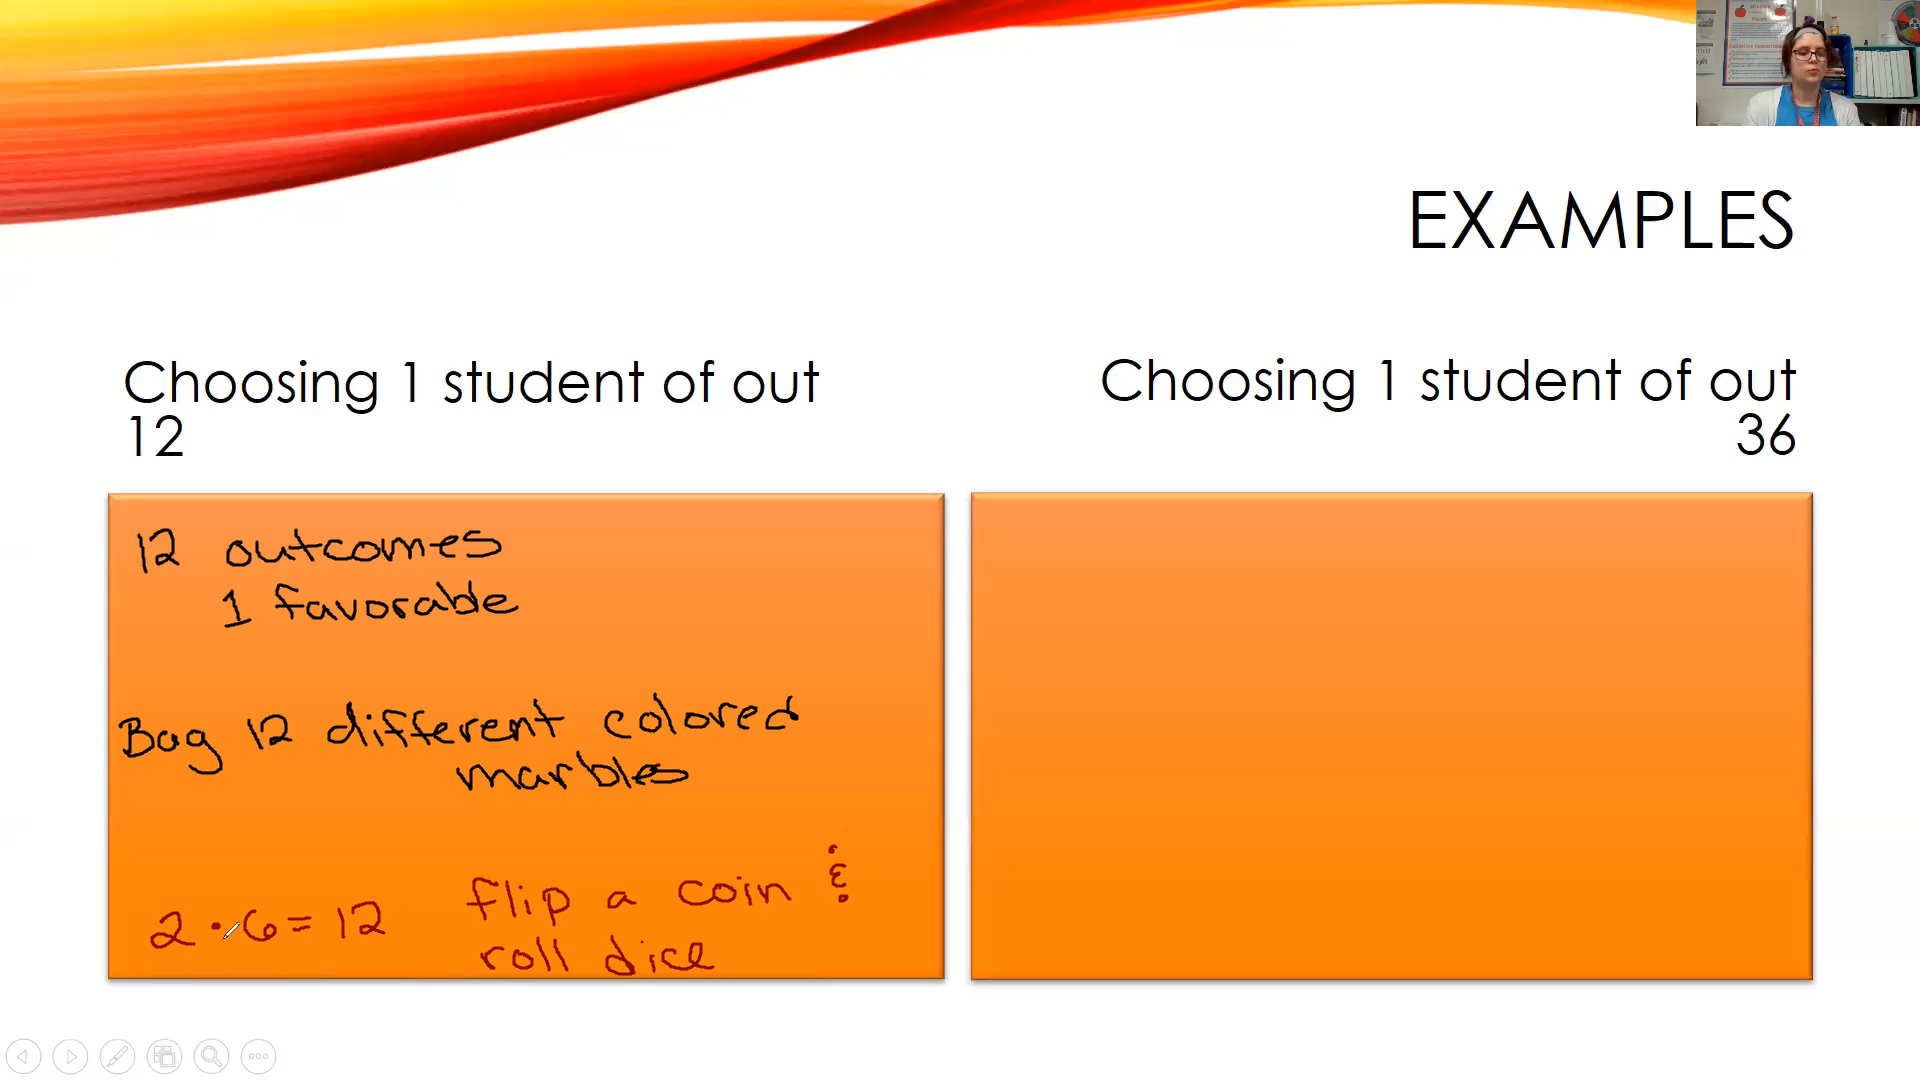 EXAMPLES
Choosing 1 student of out
12
Choosing 1 student of out
36
12 outcomes
1 favorable
Bag 12 different colored
marbles
2 · 6 = 12
flip a coin &
roll dice